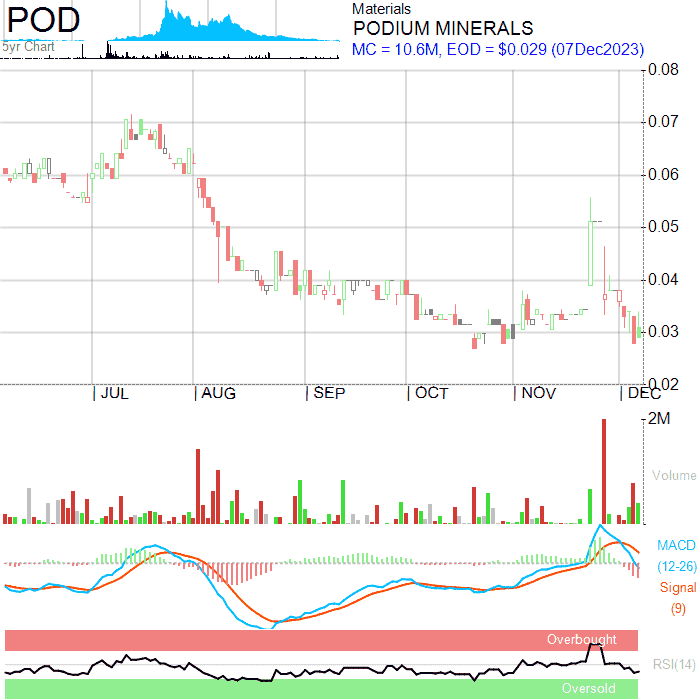 POD
5yr Chart
Materials
PODIUM MINERALS
MC = 10.6M, EOD = $0.029 (07Dec2023)
0.08
0.07
0.06
0.05
0.04
0.03
0.02
JUL AUG SEP OCT NOV DEC
2M
Volume
MACD
(12-26)
Signal
(9)
Overbought
RSI(14)
Oversold